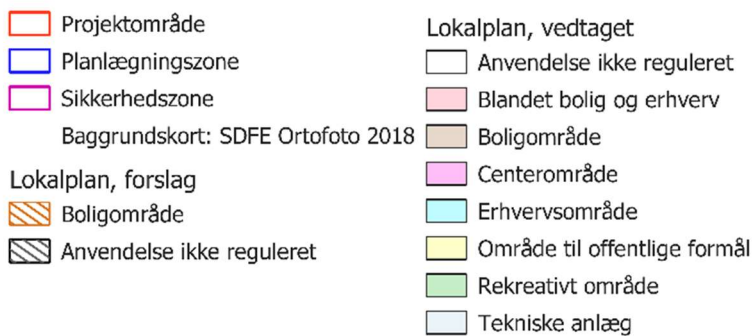 Projektområde
Planlægningszone
Sikkerhedszone
Baggrundskort: SDFE Ortofoto 2018
Lokalplan, forslag
Boligområde
Anvendelse ikke reguleret
Lokalplan, vedtaget
Anvendelse ikke reguleret
Blandet bolig og erhverv
Boligområde
Centerområde
Erhvervsområde
Område til offentlige formål
Rekreativt område
Tekniske anlæg